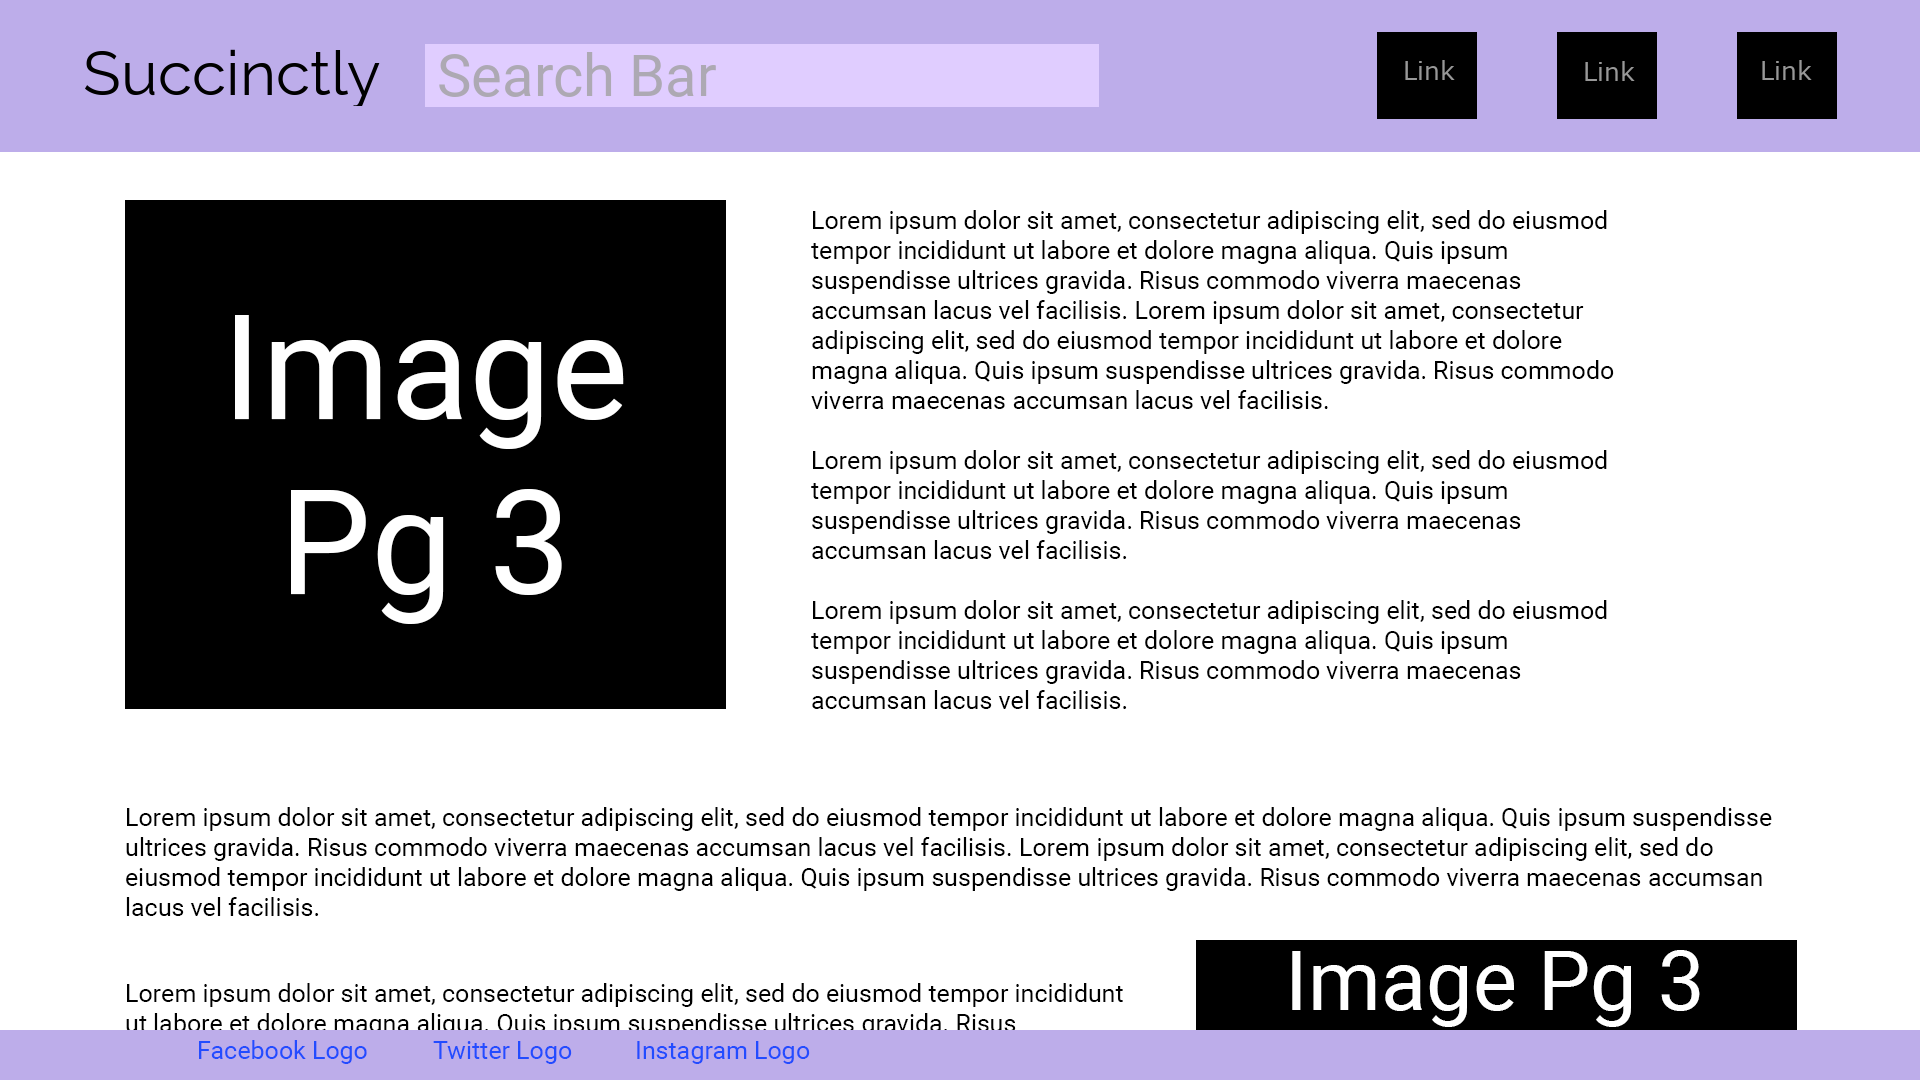 Succinctly
Search Bar
Link
Link
Link
Image
Pg 3
Lorem ipsum dolor sit amet, consectetur adipiscing elit, sed do eiusmod
tempor incididunt ut labore et dolore magna aliqua. Quis ipsum
suspendisse ultrices gravida. Risus commodo viverra maecenas
accumsan lacus vel facilisis. Lorem ipsum dolor sit amet, consectetur
adipiscing elit, sed do eiusmod tempor incididunt ut labore et dolore
magna aliqua. Quis ipsum suspendisse ultrices gravida. Risus commodo
viverra maecenas accumsan lacus vel facilisis.
Lorem ipsum dolor sit amet, consectetur adipiscing elit, sed do eiusmod
tempor incididunt ut labore et dolore magna aliqua. Quis ipsum
suspendisse ultrices gravida. Risus commodo viverra maecenas
accumsan lacus vel facilisis.
Lorem ipsum dolor sit amet, consectetur adipiscing elit, sed do eiusmod
tempor incididunt ut labore et dolore magna aliqua. Quis ipsum
suspendisse ultrices gravida. Risus commodo viverra maecenas
accumsan lacus vel facilisis.
Lorem ipsum dolor sit amet, consectetur adipiscing elit, sed do eiusmod tempor incididunt ut labore et dolore magna aliqua. Quis ipsum suspendisse
ultrices gravida. Risus commodo viverra maecenas accumsan lacus vel facilisis. Lorem ipsum dolor sit amet, consectetur adipiscing elit, sed do
eiusmod tempor incididunt ut labore et dolore magna aliqua. Quis ipsum suspendisse ultrices gravida. Risus commodo viverra maecenas accumsan
lacus vel facilisis.
Lorem ipsum dolor sit amet, consectetur adipiscing elit, sed do eiusmod tempor incididunt
ut labore et dolore magna aliqua. Quis ipsum suspendisse ultrices gravida. Risus
Image Pg 3
Facebook Logo
Twitter Logo
Instagram Logo